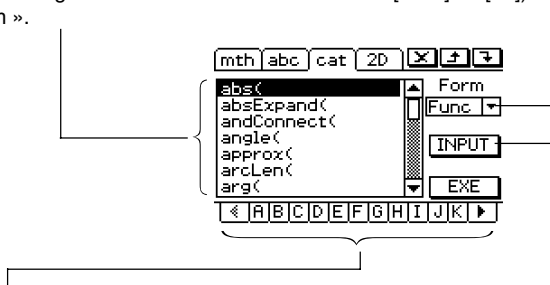 n ».
mth abc cat 2D
Form
abs(
absExpand(
andConnect(
angle(
approx(
arcLen(
arg(
Func
INPUT
EXE
A B C D E F G H I J K